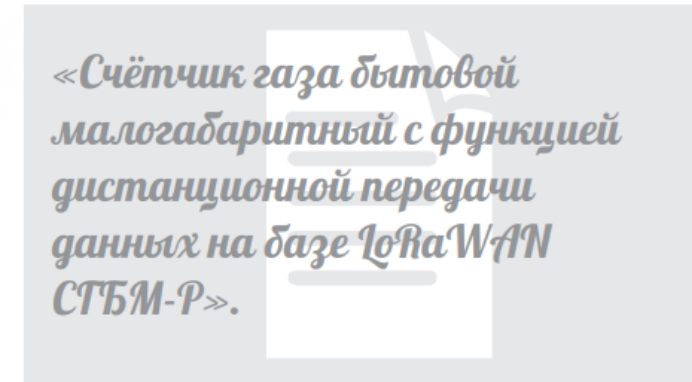 «Счётчик газа бытовой
малогабаритный с функцией
дистанционной передачи
данных на базе LoRaWAN
СГБМ-Р».